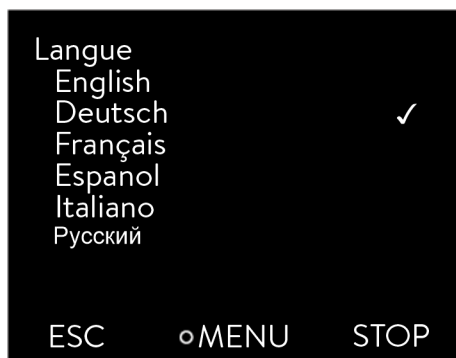 Langue
English
Deutsch ✓
Français
Espanol
Italiano
Русский
ESC ○MENU STOP